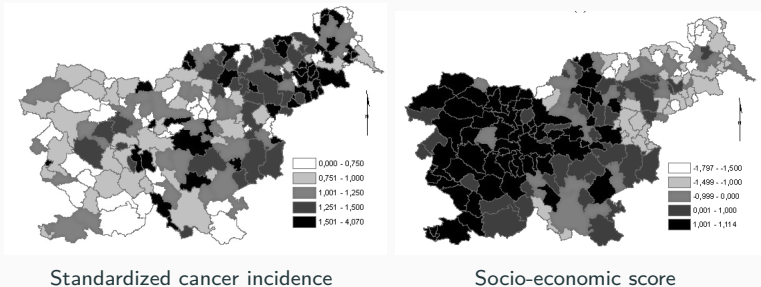 0,000 - 0,750
0,751 - 1,000
1,001 - 1,250
1,251 - 1,500
1,501 - 4,070
-1,797 - -1,500
-1,499 - -1,000
-0,999 - 0,000
0,001 - 1,000
1,001 - 1,114
Standardized cancer incidence
Socio-economic score